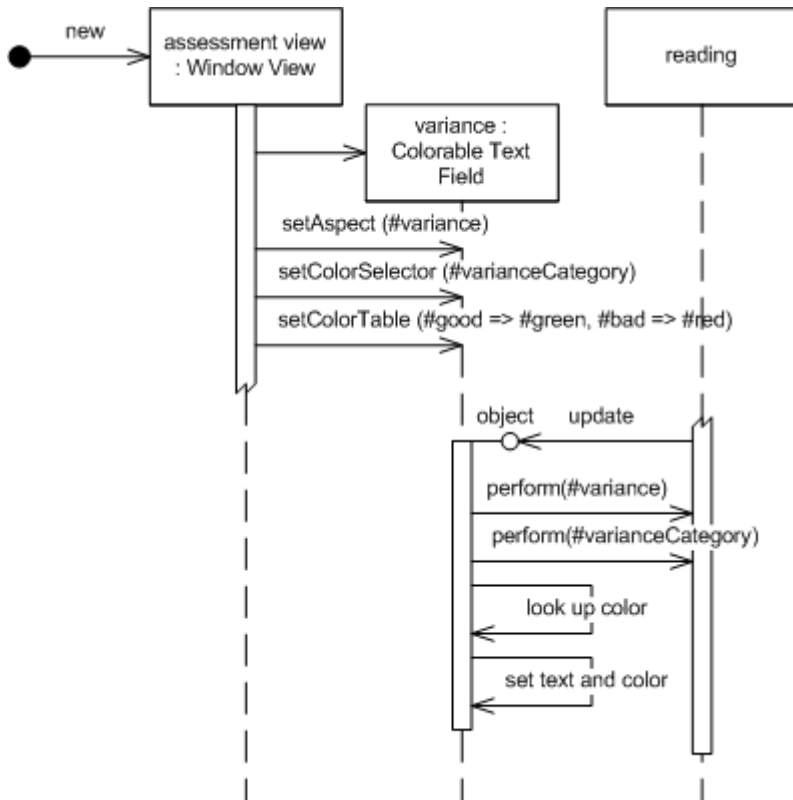 new
assessment view
: Window View
reading
variance :
Colorable Text
Field
setAspect (#variance)
setColorSelector (#varianceCategory)
setColorTable (#good => #green, #bad => #red)
object
update
perform(#variance)
perform(#varianceCategory)
look up color
set text and color